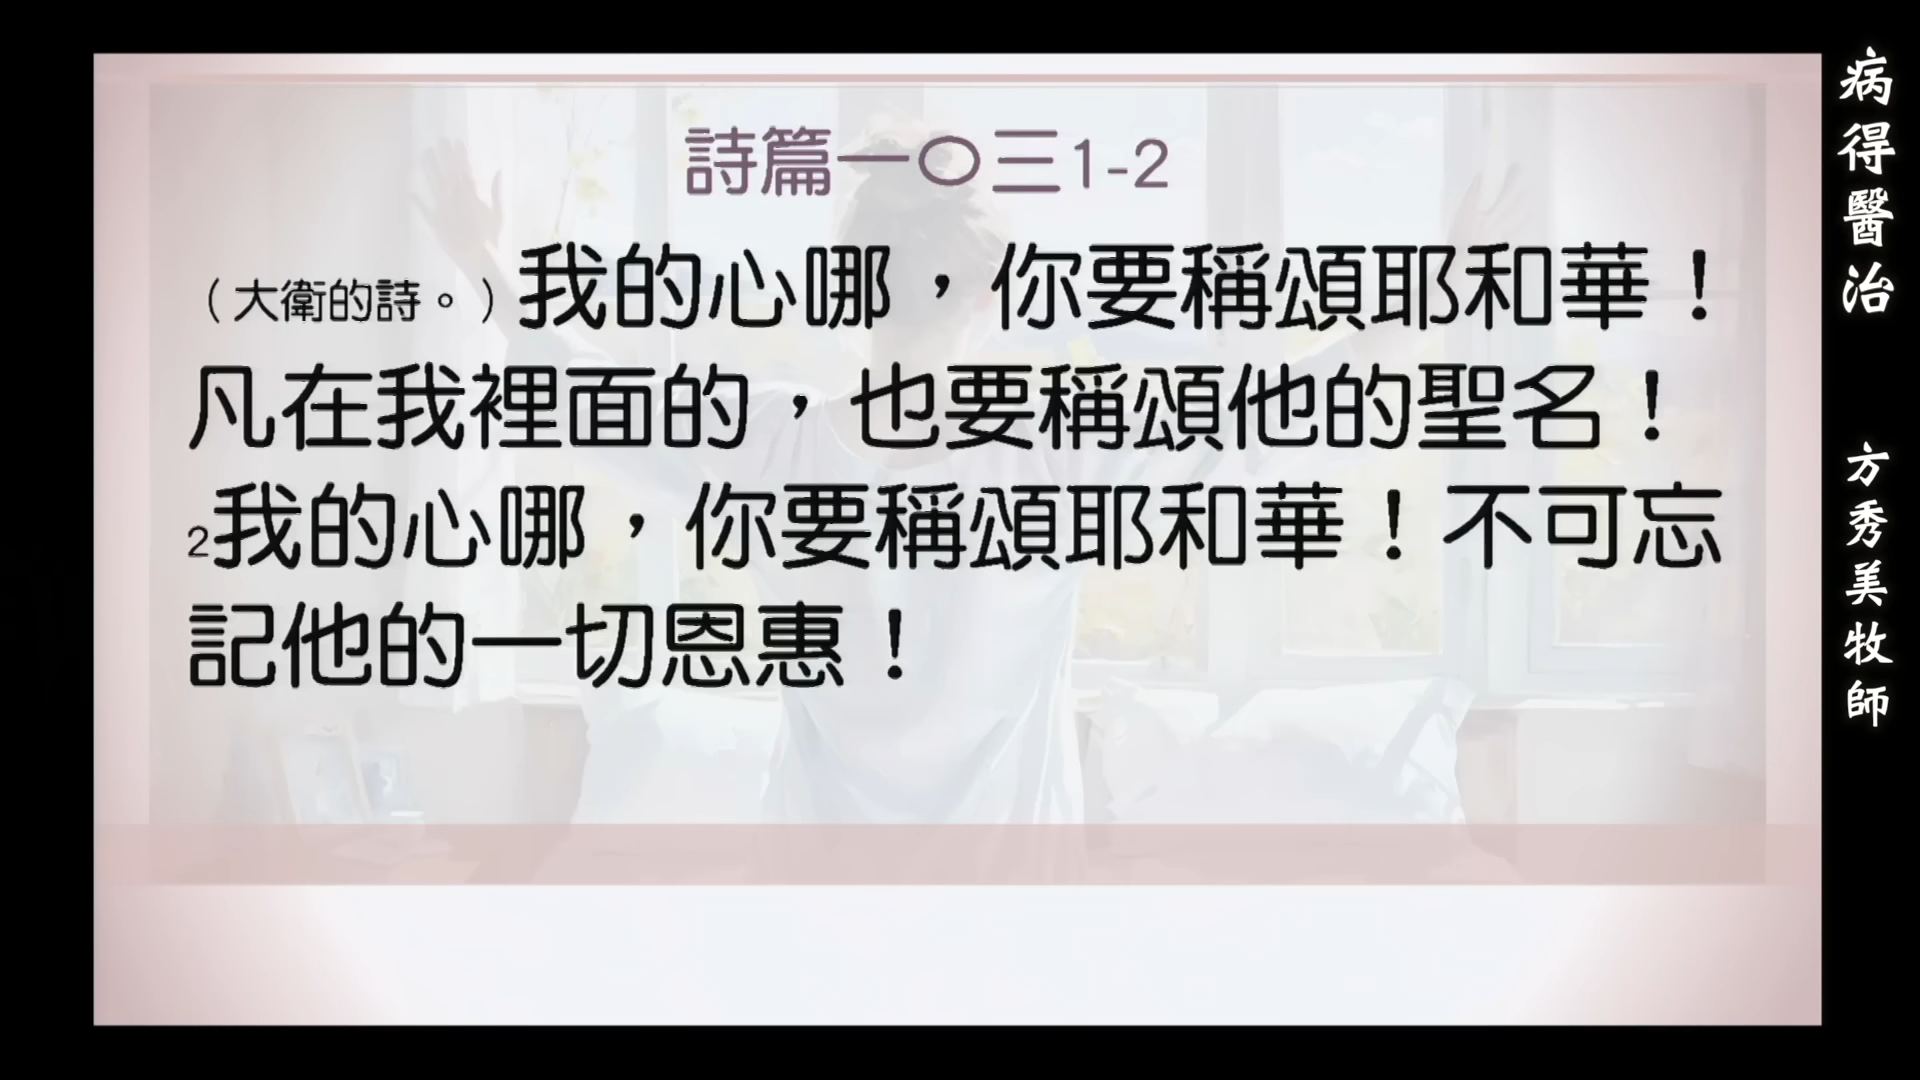 詩篇一〇三1-2
（大衛的詩。）我的心哪，你要稱頌耶和華！
凡在我裡面的，也要稱頌他的聖名！
2我的心哪，你要稱頌耶和華！不可忘
記他的一切恩惠！
病得醫治
方秀美牧師